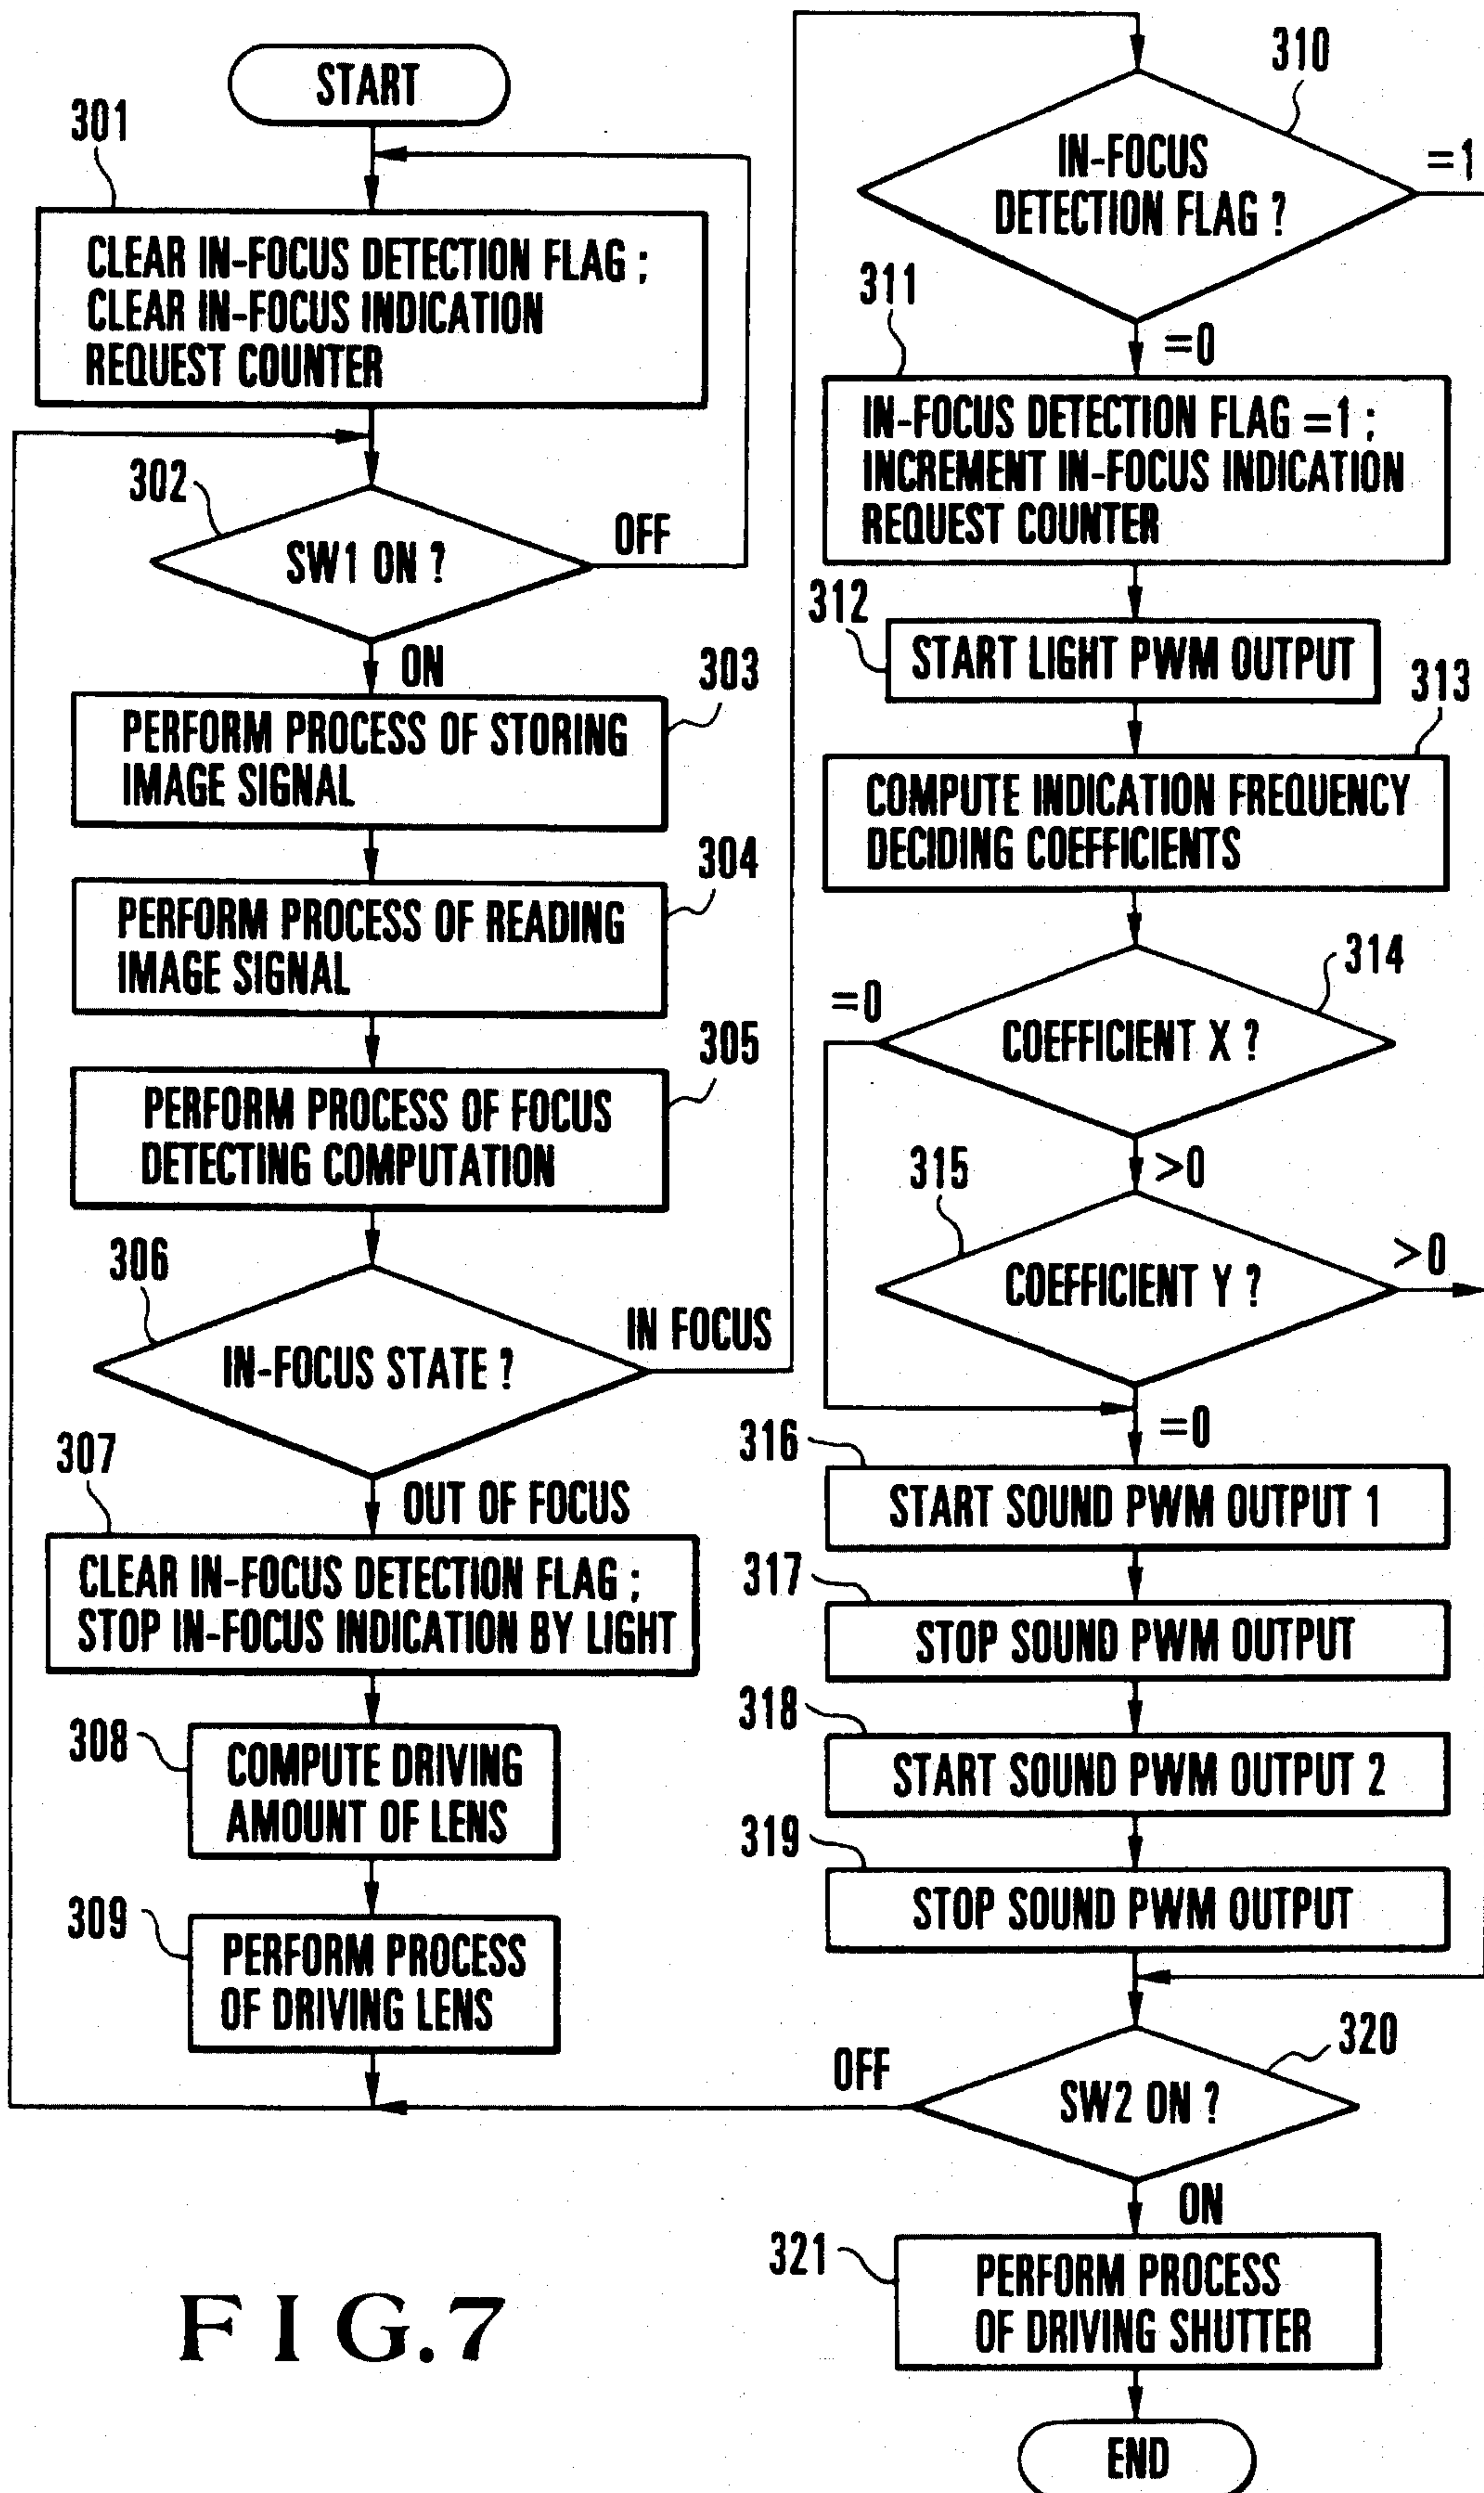 START
301
CLEAR IN-FOCUS DETECTION FLAG ;
CLEAR IN-FOCUS INDICATION
REQUEST COUNTER
302
SW1 ON ?
OFF
ON
303
PERFORM PROCESS OF STORING
IMAGE SIGNAL
304
PERFORM PROCESS OF READING
IMAGE SIGNAL
305
PERFORM PROCESS OF FOCUS
DETECTING COMPUTATION
306
IN-FOCUS STATE ?
IN FOCUS
OUT OF FOCUS
307
CLEAR IN-FOCUS DETECTION FLAG ;
STOP IN-FOCUS INDICATION BY LIGHT
308
COMPUTE DRIVING
AMOUNT OF LENS
309
PERFORM PROCESS
OF DRIVING LENS
310
IN-FOCUS
DETECTION FLAG ?
=1
=0
311
IN-FOCUS DETECTION FLAG =1 ;
INCREMENT IN-FOCUS INDICATION
REQUEST COUNTER
312
START LIGHT PWM OUTPUT
313
COMPUTE INDICATION FREQUENCY
DECIDING COEFFICIENTS
314
COEFFICIENT X ?
=0
>0
315
COEFFICIENT Y ?
>0
=0
316
START SOUND PWM OUTPUT 1
317
STOP SOUND PWM OUTPUT
318
START SOUND PWM OUTPUT 2
319
STOP SOUND PWM OUTPUT
320
SW2 ON ?
OFF
ON
321
PERFORM PROCESS
OF DRIVING SHUTTER
END
FIG.7